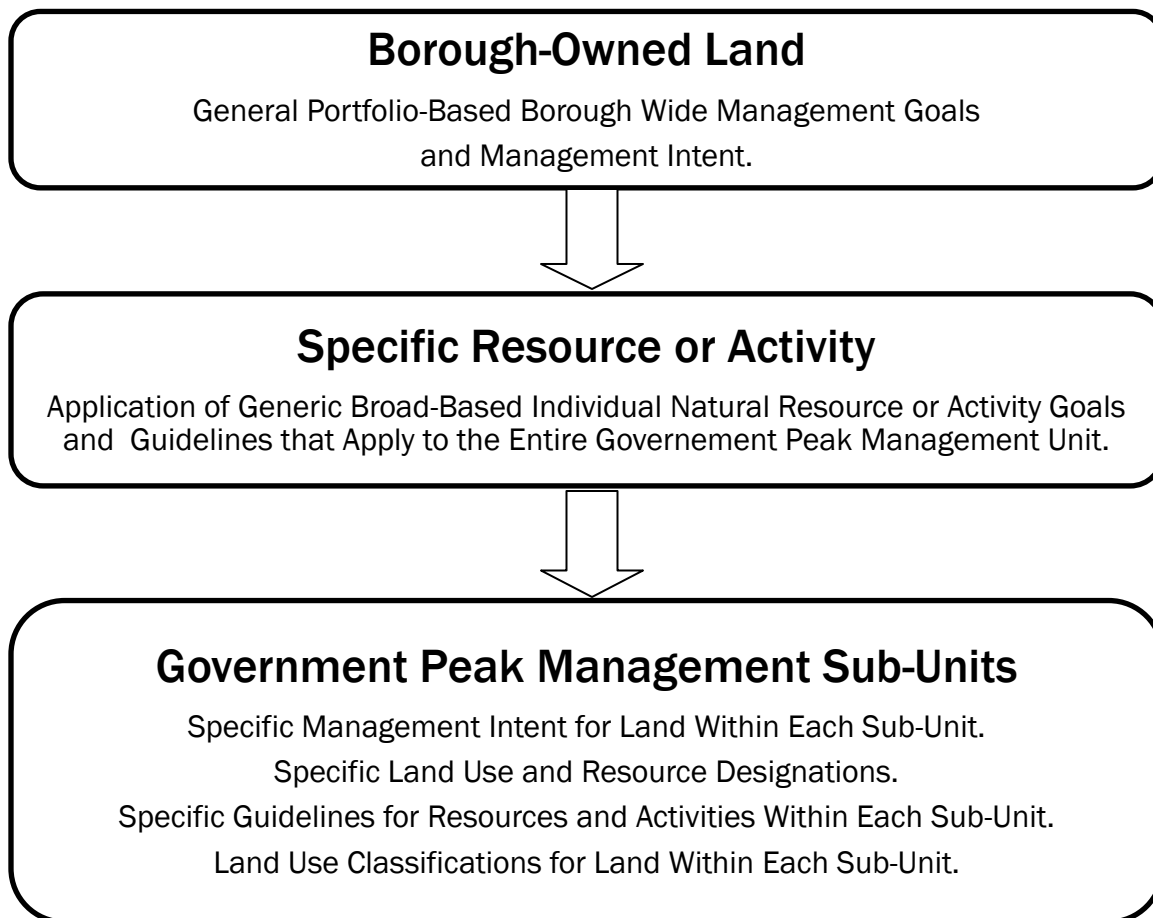 Borough-Owned Land
General Portfolio-Based Borough Wide Management Goals
and Management Intent.
Specific Resource or Activity
Application of Generic Broad-Based Individual Natural Resource or Activity Goals
and  Guidelines that Apply to the Entire Governement Peak Management Unit.
Government Peak Management Sub-Units
Specific Management Intent for Land Within Each Sub-Unit.
Specific Land Use and Resource Designations.
Specific Guidelines for Resources and Activities Within Each Sub-Unit.
Land Use Classifications for Land Within Each Sub-Unit.